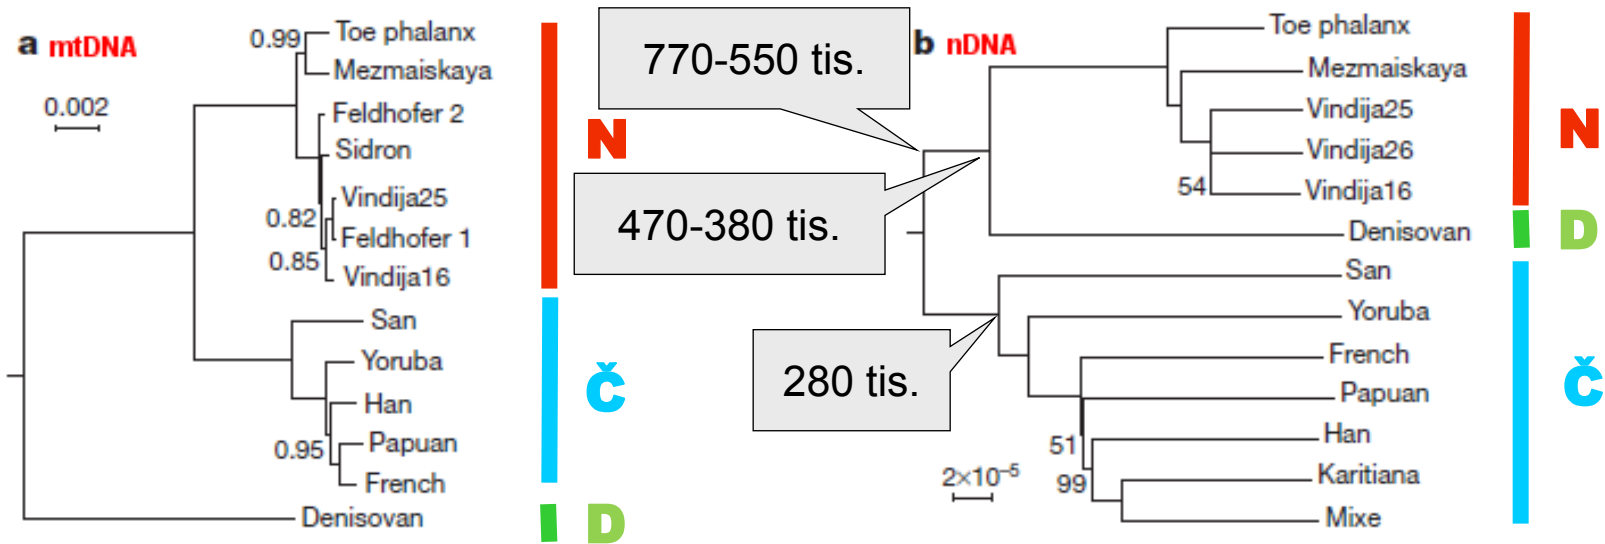 a mtDNA
0.002
0.99
Toe phalanx
Mezmaiskaya
Feldhofer 2
Sidron
Vindija25
0.82
Feldhofer 1
0.85
Vindija16
San
Yoruba
Han
0.95
Papuan
French
Denisovan
N
Č
D
770-550 tis.
470-380 tis.
280 tis.
b nDNA
Toe phalanx
Mezmaiskaya
Vindija25
Vindija26
54
Vindija16
Denisovan
San
Yoruba
French
Papuan
51
Han
2×10⁻⁵
99
Karitiana
Mixe
N
D
Č